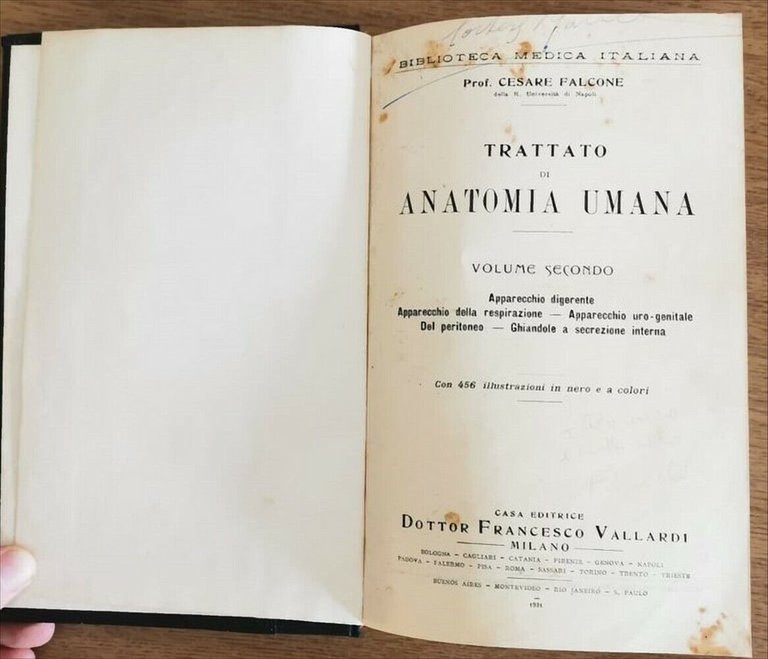 BIBLIOTECA MEDICA ITALIANA
Prof. CESARE FALCONE
della R. Università di Napoli
TRATTATO
DI
ANATOMIA UMANA
VOLUME SECONDO
Apparecchio digerente
Apparecchio della respirazione — Apparecchio uro-genitale
Del peritoneo — Ghiandole a secrezione interna
Con 456 illustrazioni in nero e a colori
CASA EDITRICE
DOTTOR FRANCESCO VALLARDI
MILANO
BOLOGNA – CAGLIARI – CATANIA – FIRENZE – GENOVA – NAPOLI
PADOVA – PALERMO – PISA – ROMA – SASSARI – TORINO – TRENTO – TRIESTE
BUENOS AIRES – MONTEVIDEO – RIO JANEIRO – S. PAULO
1931